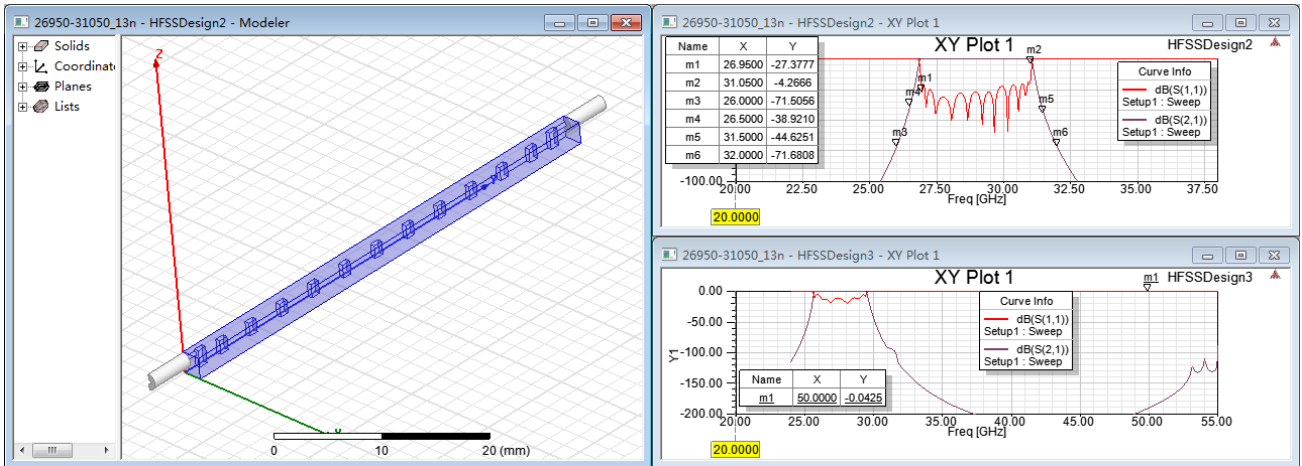 26950-31050_13n - HFSSDesign2 - Modeler
Solids
Coordinat
Planes
Lists
Z
0
10
20 (mm)
26950-31050_13n - HFSSDesign2 - XY Plot 1
XY Plot 1
HFSSDesign2
Name X Y
m1 26.9500 -27.3777
m2 31.0500 -4.2666
m3 26.0000 -71.5056
m4 26.5000 -38.9210
m5 31.5000 -44.6251
m6 32.0000 -71.6808
m2
m1
m4
m5
m3
m6
Curve Info
dB(S(1,1))
Setup1 : Sweep
dB(S(2,1))
Setup1 : Sweep
-100.00
20.00 22.50 25.00 27.50 30.00 32.50 35.00 37.50
Freq [GHz]
20.0000
26950-31050_13n - HFSSDesign3 - XY Plot 1
XY Plot 1
m1 HFSSDesign3
Curve Info
dB(S(1,1))
Setup1 : Sweep
dB(S(2,1))
Setup1 : Sweep
0.00
-50.00
-100.00
-150.00
-200.00
Y1
Name X Y
m1 50.0000 -0.0425
20.00 25.00 30.00 35.00 40.00 45.00 50.00 55.00
Freq [GHz]
20.0000